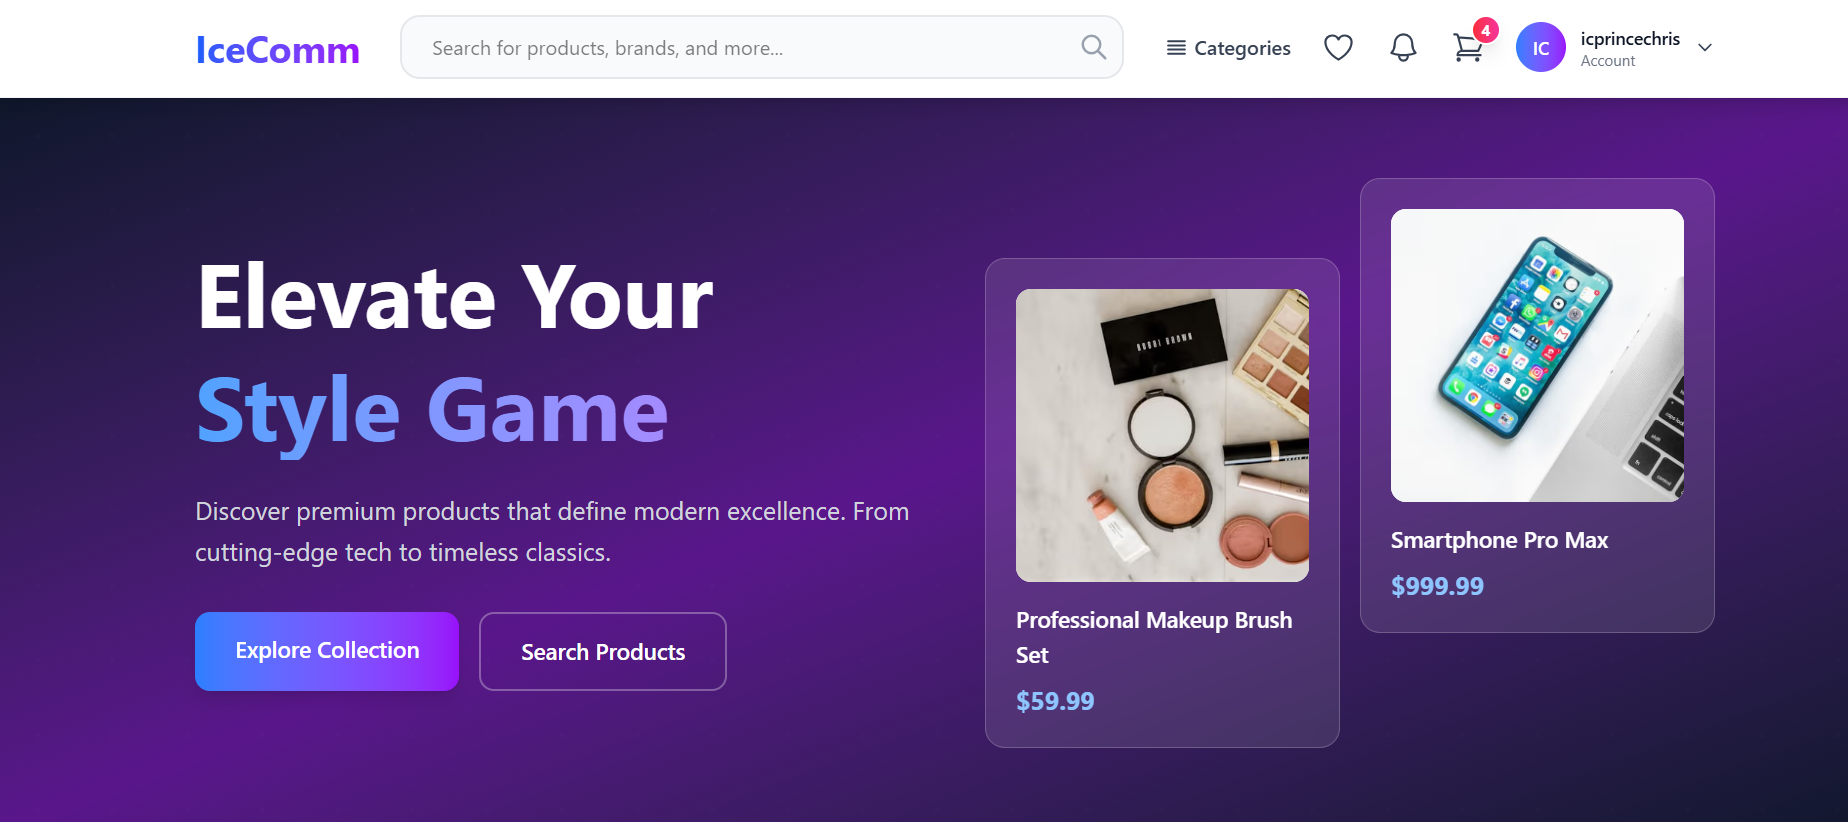 IceComm
Search for products, brands, and more...
Categories
4
IC
icprincechris
Account
Elevate Your
Style Game
Discover premium products that define modern excellence. From
cutting-edge tech to timeless classics.
Explore Collection
Search Products
BOBBI BROWN
Professional Makeup Brush
Set
$59.99
Smartphone Pro Max
$999.99